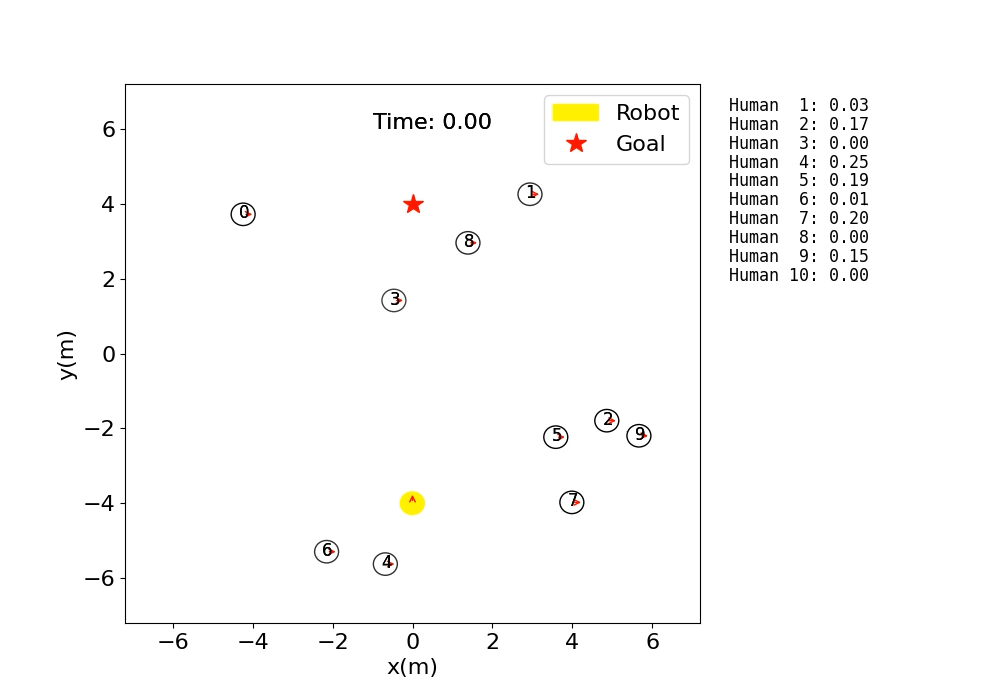 Time: 0.00
Robot
Goal
Human  1: 0.03
Human  2: 0.17
Human  3: 0.00
Human  4: 0.25
Human  5: 0.19
Human  6: 0.01
Human  7: 0.20
Human  8: 0.00
Human  9: 0.15
Human 10: 0.00
y(m)
6
4
2
0
−2
−4
−6
0
1
8
3
2
5
9
7
6
4
−6
−4
−2
0
2
4
6
x(m)